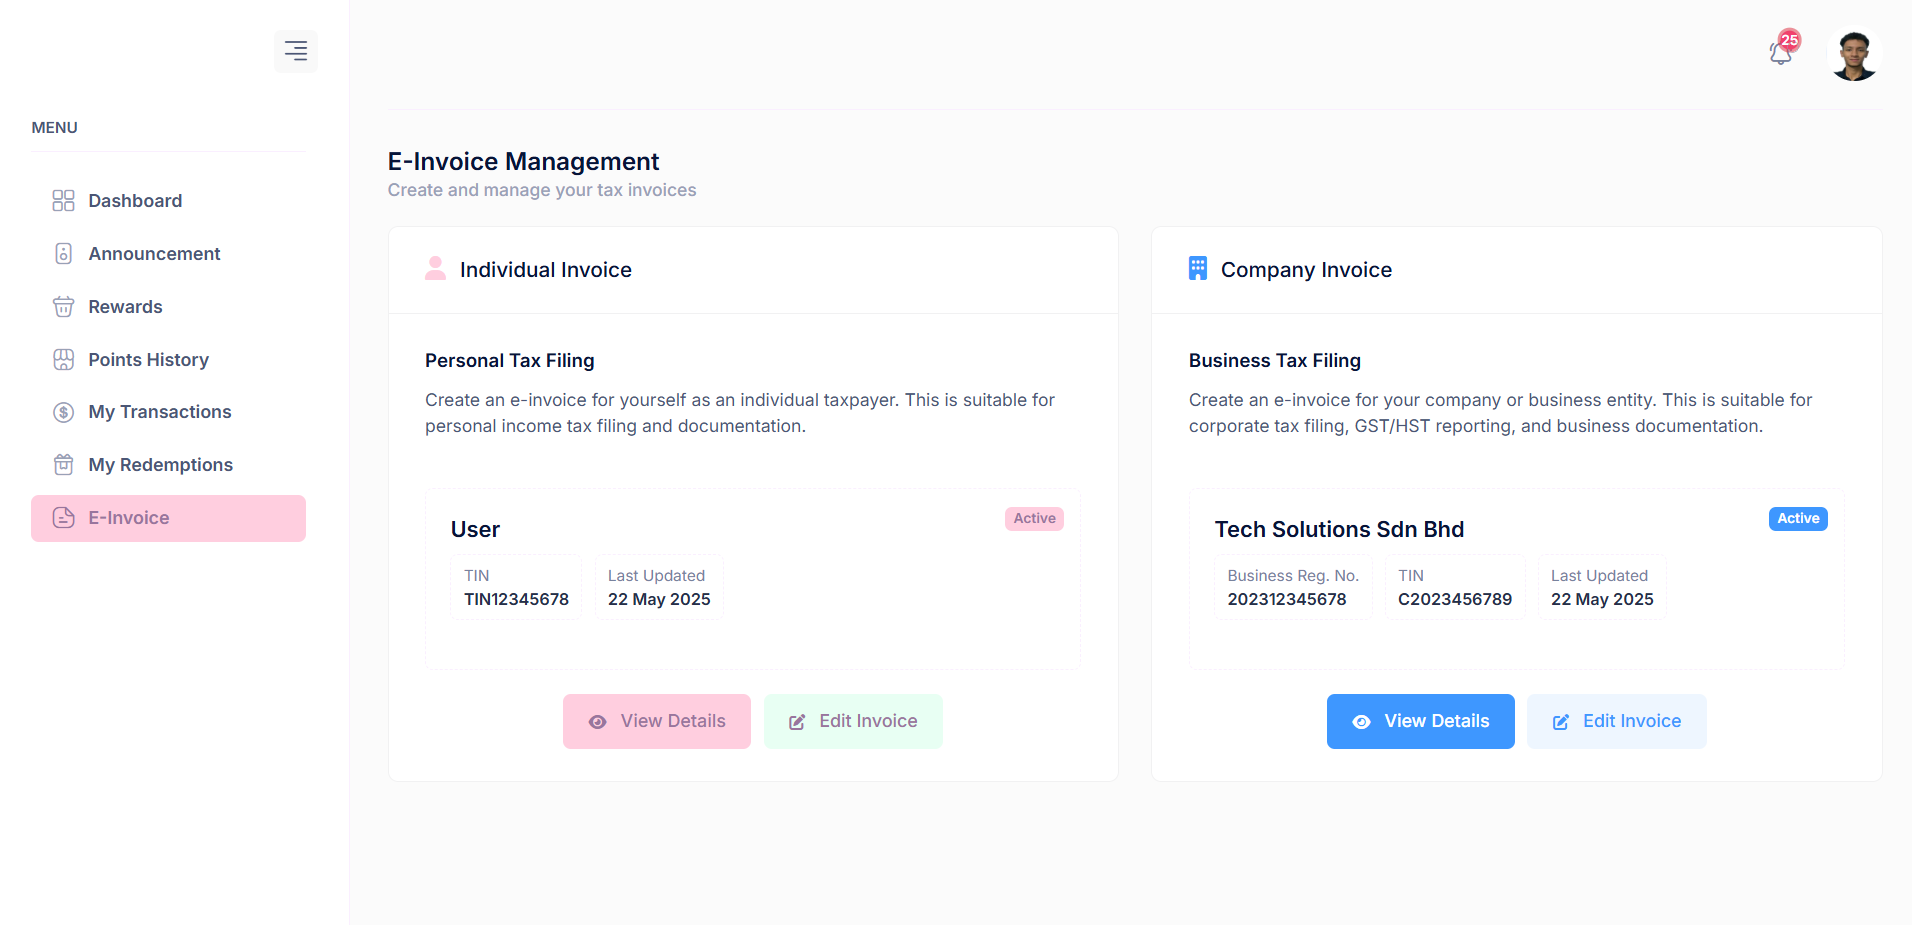 25
MENU
Dashboard
Announcement
Rewards
Points History
My Transactions
My Redemptions
E-Invoice
E-Invoice Management
Create and manage your tax invoices
Individual Invoice
Personal Tax Filing
Create an e-invoice for yourself as an individual taxpayer. This is suitable for
personal income tax filing and documentation.
User
Active
TIN
TIN12345678
Last Updated
22 May 2025
View Details
Edit Invoice
Company Invoice
Business Tax Filing
Create an e-invoice for your company or business entity. This is suitable for
corporate tax filing, GST/HST reporting, and business documentation.
Tech Solutions Sdn Bhd
Active
Business Reg. No.
202312345678
TIN
C2023456789
Last Updated
22 May 2025
View Details
Edit Invoice